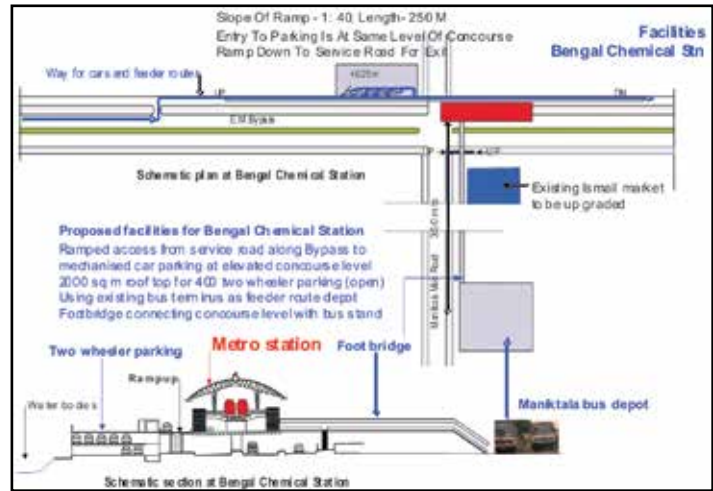 Slope Of Ramp - 1: 40, Length- 250 M
Entry To Parking Is At Same Level Of Concourse
Ramp Down To Service Road For Exit
Facilities
Bengal Chemical Stn
Way for cars and feeder routes
UP
DN
E.M.Bypass
Schematic plan at Bengal Chemical Station
Existing Ismail market
to be up graded
Proposed facilities for Bengal Chemical Station
Ramped access from service road along Bypass to
mechanised car parking at elevated concourse level
2000 sq m roof top for 400 two wheeler parking (open)
Using existing bus terminus as feeder route depot
Footbridge connecting concourse level with bus stand
Road
Two wheeler parking
Metro station
Foot bridge
Ramp up
Water bodies
Maniktala bus depot
Schematic section at Bengal Chemical Station